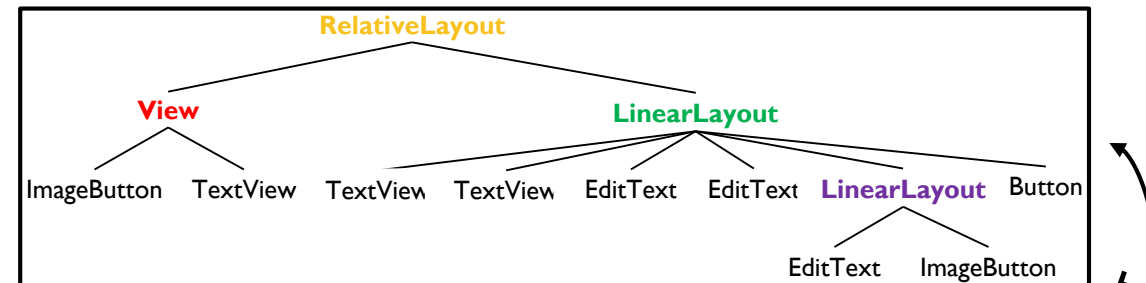 RelativeLayout
View LinearLayout
ImageButton TextView TextView TextView EditText EditText LinearLayout Button
EditText ImageButton